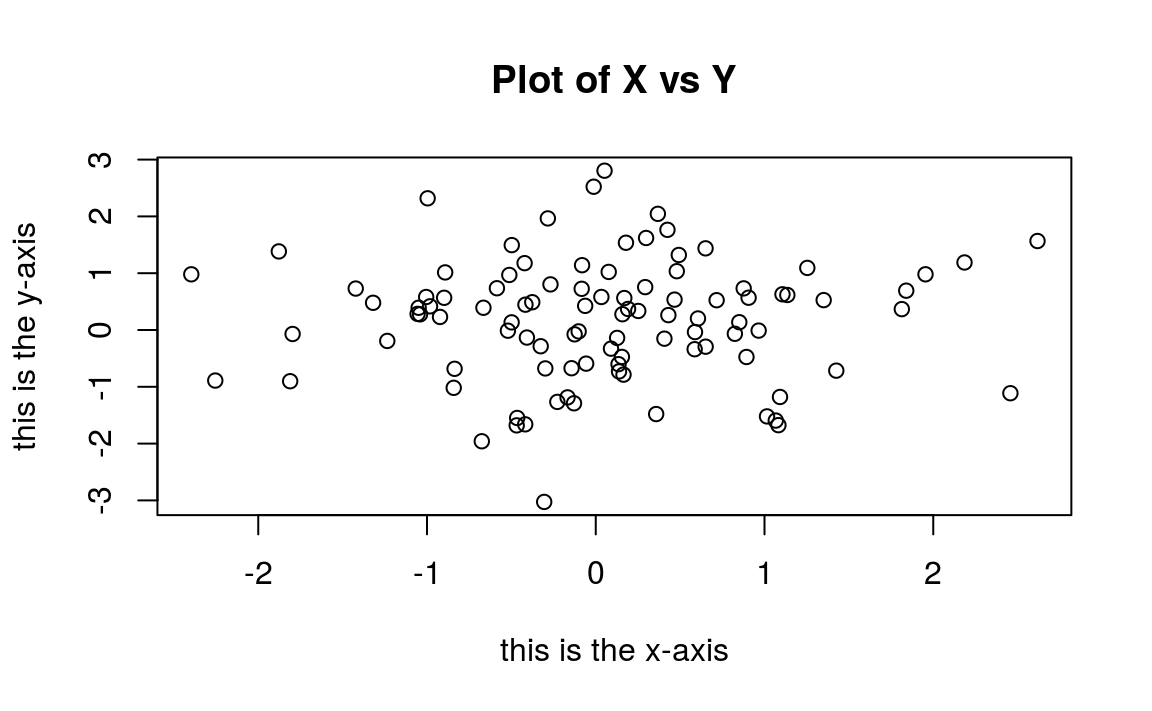 Plot of X vs Y
this is the y-axis
3
2
1
0
-1
-2
-3
-2 -1 0 1 2
this is the x-axis